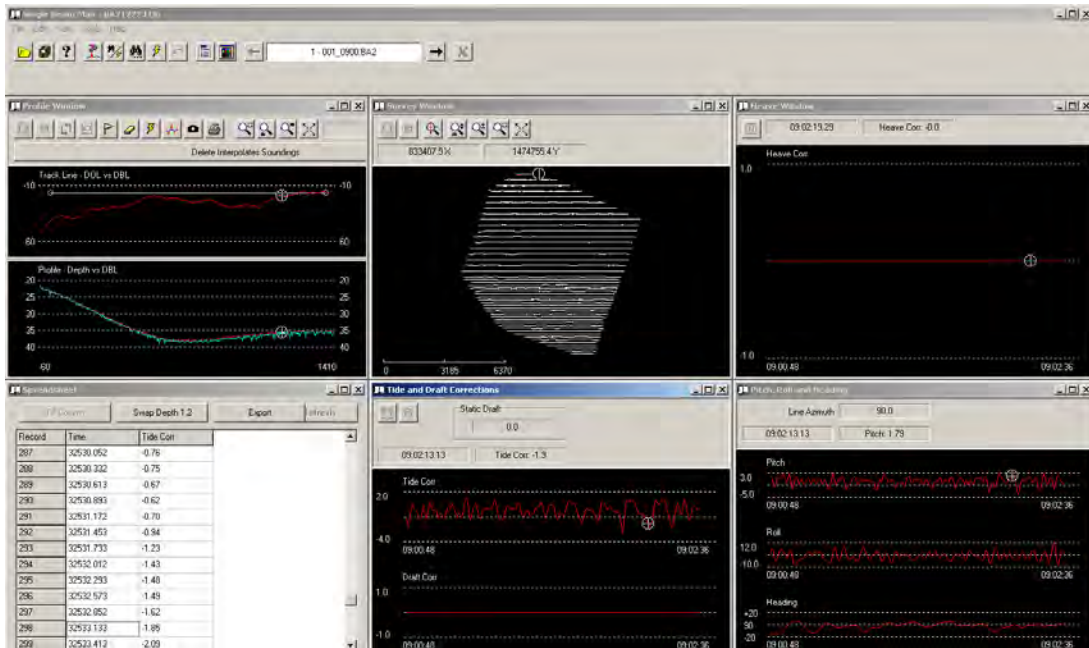 File Edit View Tools Help
1 - 001_0900.BA2
Profile Window
Delete Interpolates Soundings
Track Line - DOL vs DBL
-10 -10
60 60
Profile - Depth vs DBL
20 20
25 25
30 30
35 35
40 40
-60 1410
Survey Window
833407.5 X 1474755.4 Y
0 3185 6370
Heave Window
09:02:19.29 Heave Corr: -0.0
Heave Corr
1.0
-1.0
09:00:48 09:02:36
Spreadsheet
Swap Depth 1,2 Export Refresh
Record Time Tide Corr
287 32530.052 -0.76
288 32530.332 -0.75
289 32530.613 -0.67
290 32530.893 -0.62
291 32531.172 -0.70
292 32531.453 -0.94
293 32531.733 -1.23
294 32532.012 -1.43
295 32532.293 -1.48
296 32532.573 -1.49
297 32532.852 -1.62
298 32533.133 -1.85
299 32533.413 -2.09
Tide and Draft Corrections
Static Draft
0.0
09:02:13.13 Tide Corr: -1.9
Tide Corr
2.0
-4.0
09:00:48 09:02:36
Draft Corr
1.0
-1.0
09:00:48 09:02:36
Pitch, Roll and Heading
Line Azimuth 90.0
09:02:13.13 Pitch: 1.79
Pitch
3.0
-5.0
09:00:48 09:02:36
Roll
12.0
-10.0
09:00:48 09:02:36
Heading
+20
90
-20
09:00:48 09:02:36